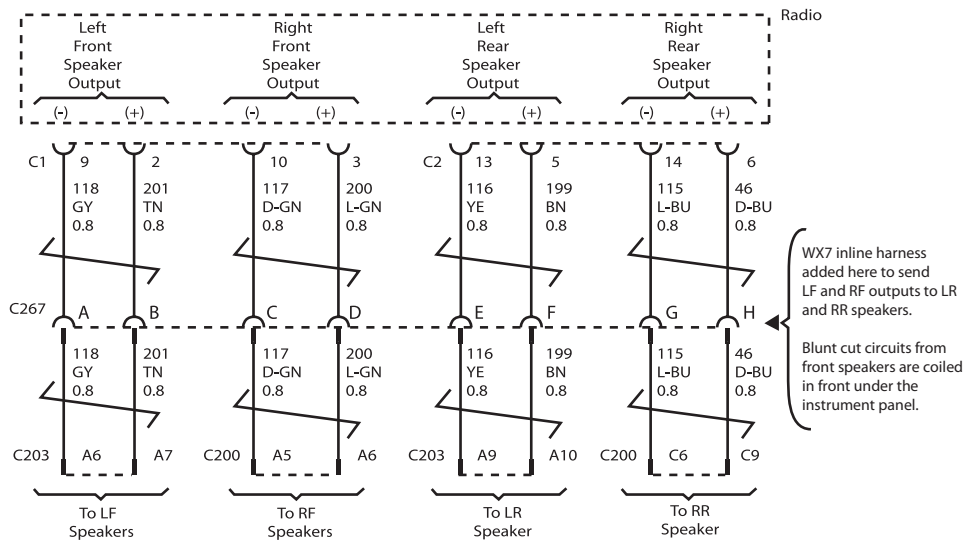 Radio
Left Front Speaker Output
Right Front Speaker Output
Left Rear Speaker Output
Right Rear Speaker Output
(-) (+) (-) (+) (-) (+) (-) (+)
C1 9 2 10 3 C2 13 5 14 6
118 201 117 200 116 199 115 46
GY TN D-GN L-GN YE BN L-BU D-BU
0.8 0.8 0.8 0.8 0.8 0.8 0.8 0.8
WX7 inline harness
added here to send
LF and RF outputs to LR
and RR speakers.
Blunt cut circuits from
front speakers are coiled
in front under the
instrument panel.
C267 A B C D E F G H
118 201 117 200 116 199 115 46
GY TN D-GN L-GN YE BN L-BU D-BU
0.8 0.8 0.8 0.8 0.8 0.8 0.8 0.8
C203 A6 A7 C200 A5 A6 C203 A9 A10 C200 C6 C9
To LF Speakers
To RF Speakers
To LR Speaker
To RR Speaker